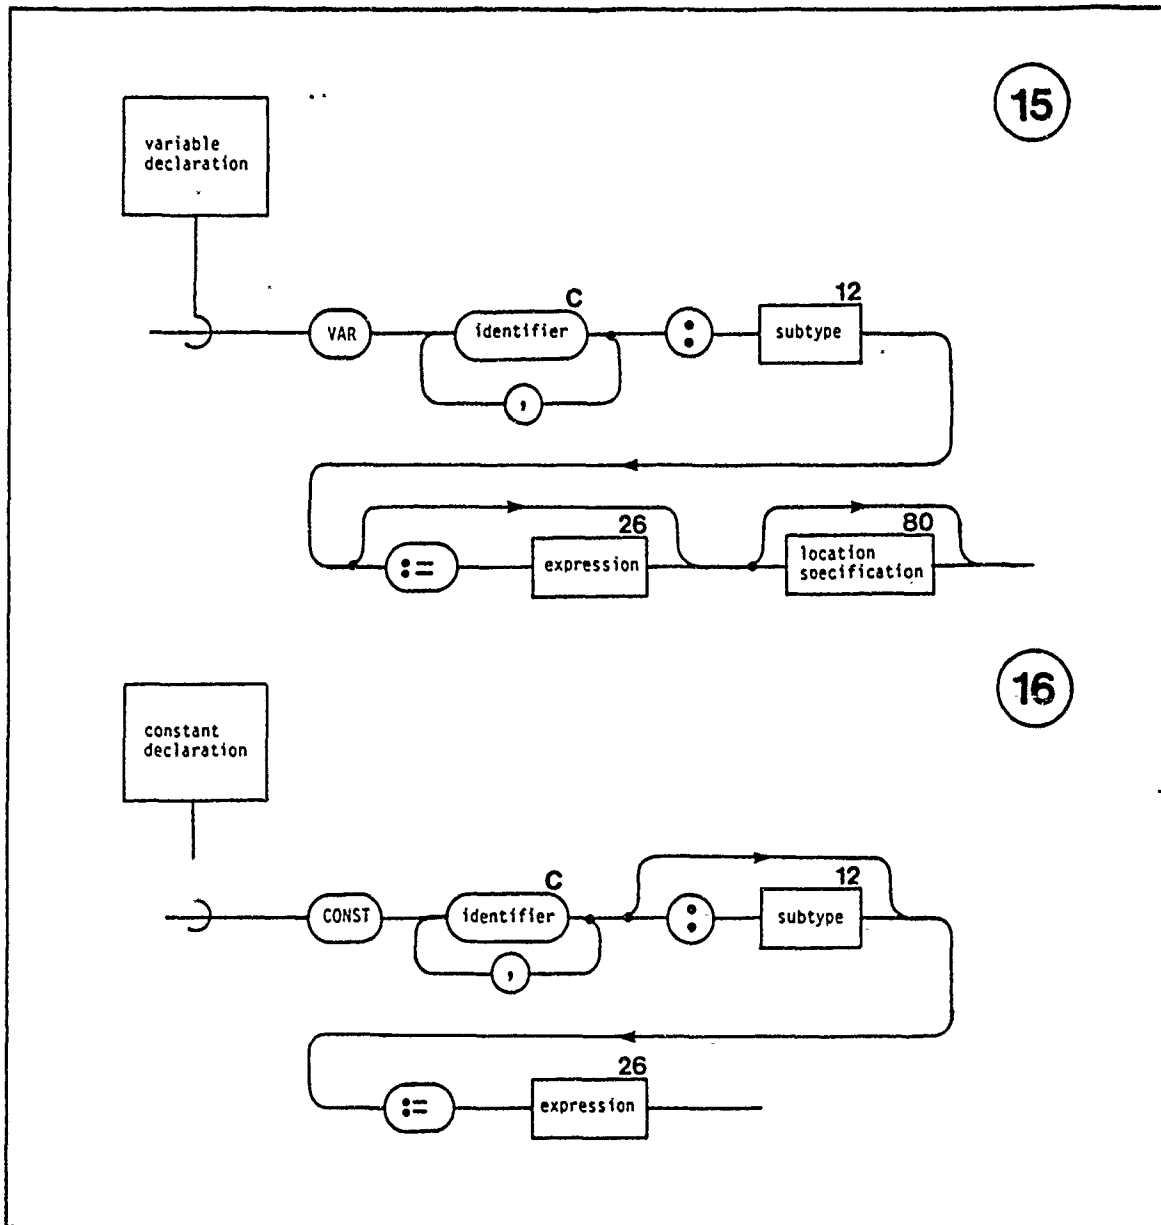 15
variable
declaration
C
12
VAR
identifier
:
subtype
,
26
80
:=
expression
location
specification
16
constant
declaration
C
12
CONST
identifier
:
subtype
,
26
:=
expression